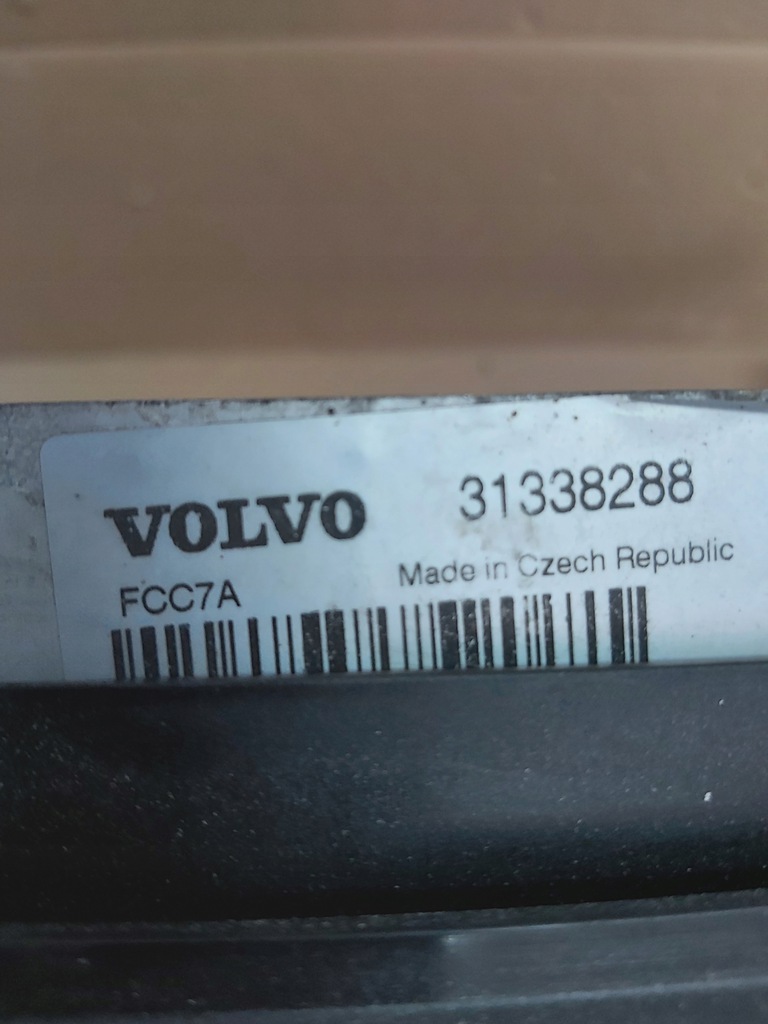 VOLVO 31338288
FCC7A Made in Czech Republic